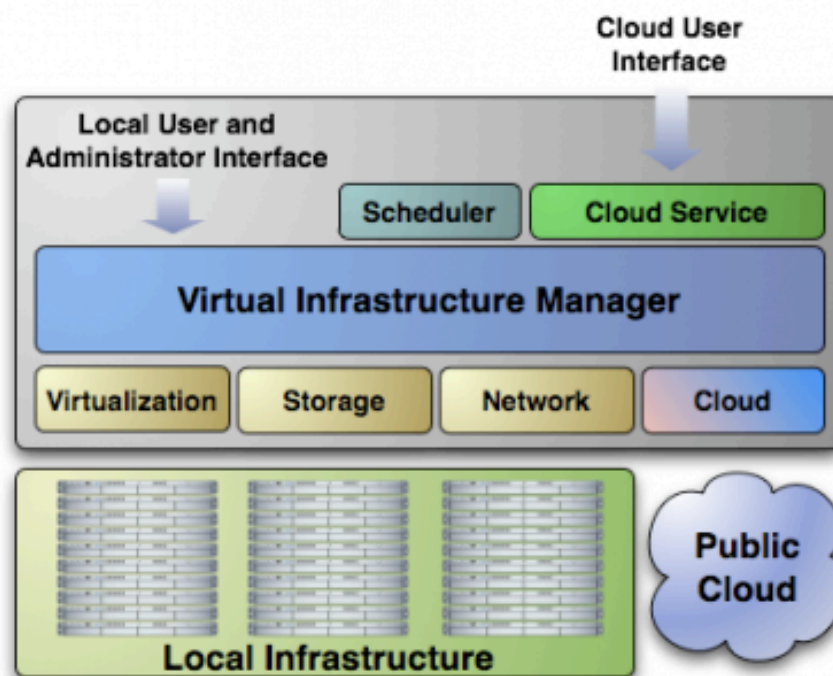 Cloud User
Interface
Local User and
Administrator Interface
Scheduler
Cloud Service
Virtual Infrastructure Manager
Virtualization
Storage
Network
Cloud
Public
Cloud
Local Infrastructure